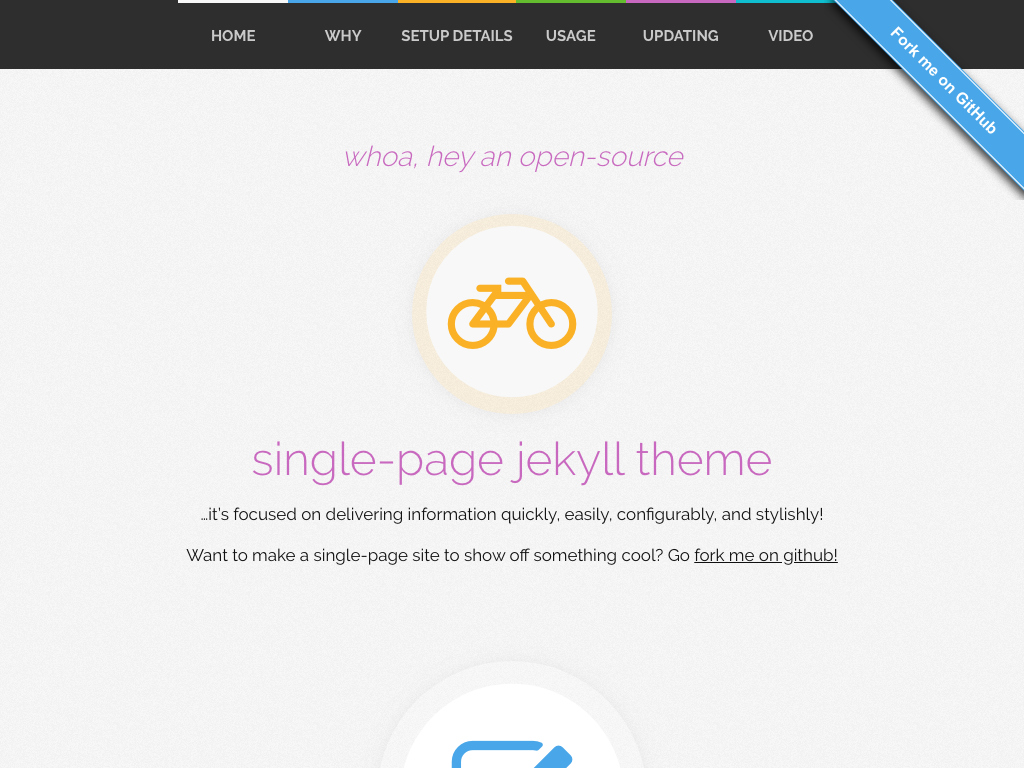 HOME WHY SETUP DETAILS USAGE UPDATING VIDEO
Fork me on GitHub
whoa, hey an open-source
single-page jekyll theme
…it's focused on delivering information quickly, easily, configurably, and stylishly!
Want to make a single-page site to show off something cool? Go fork me on github!